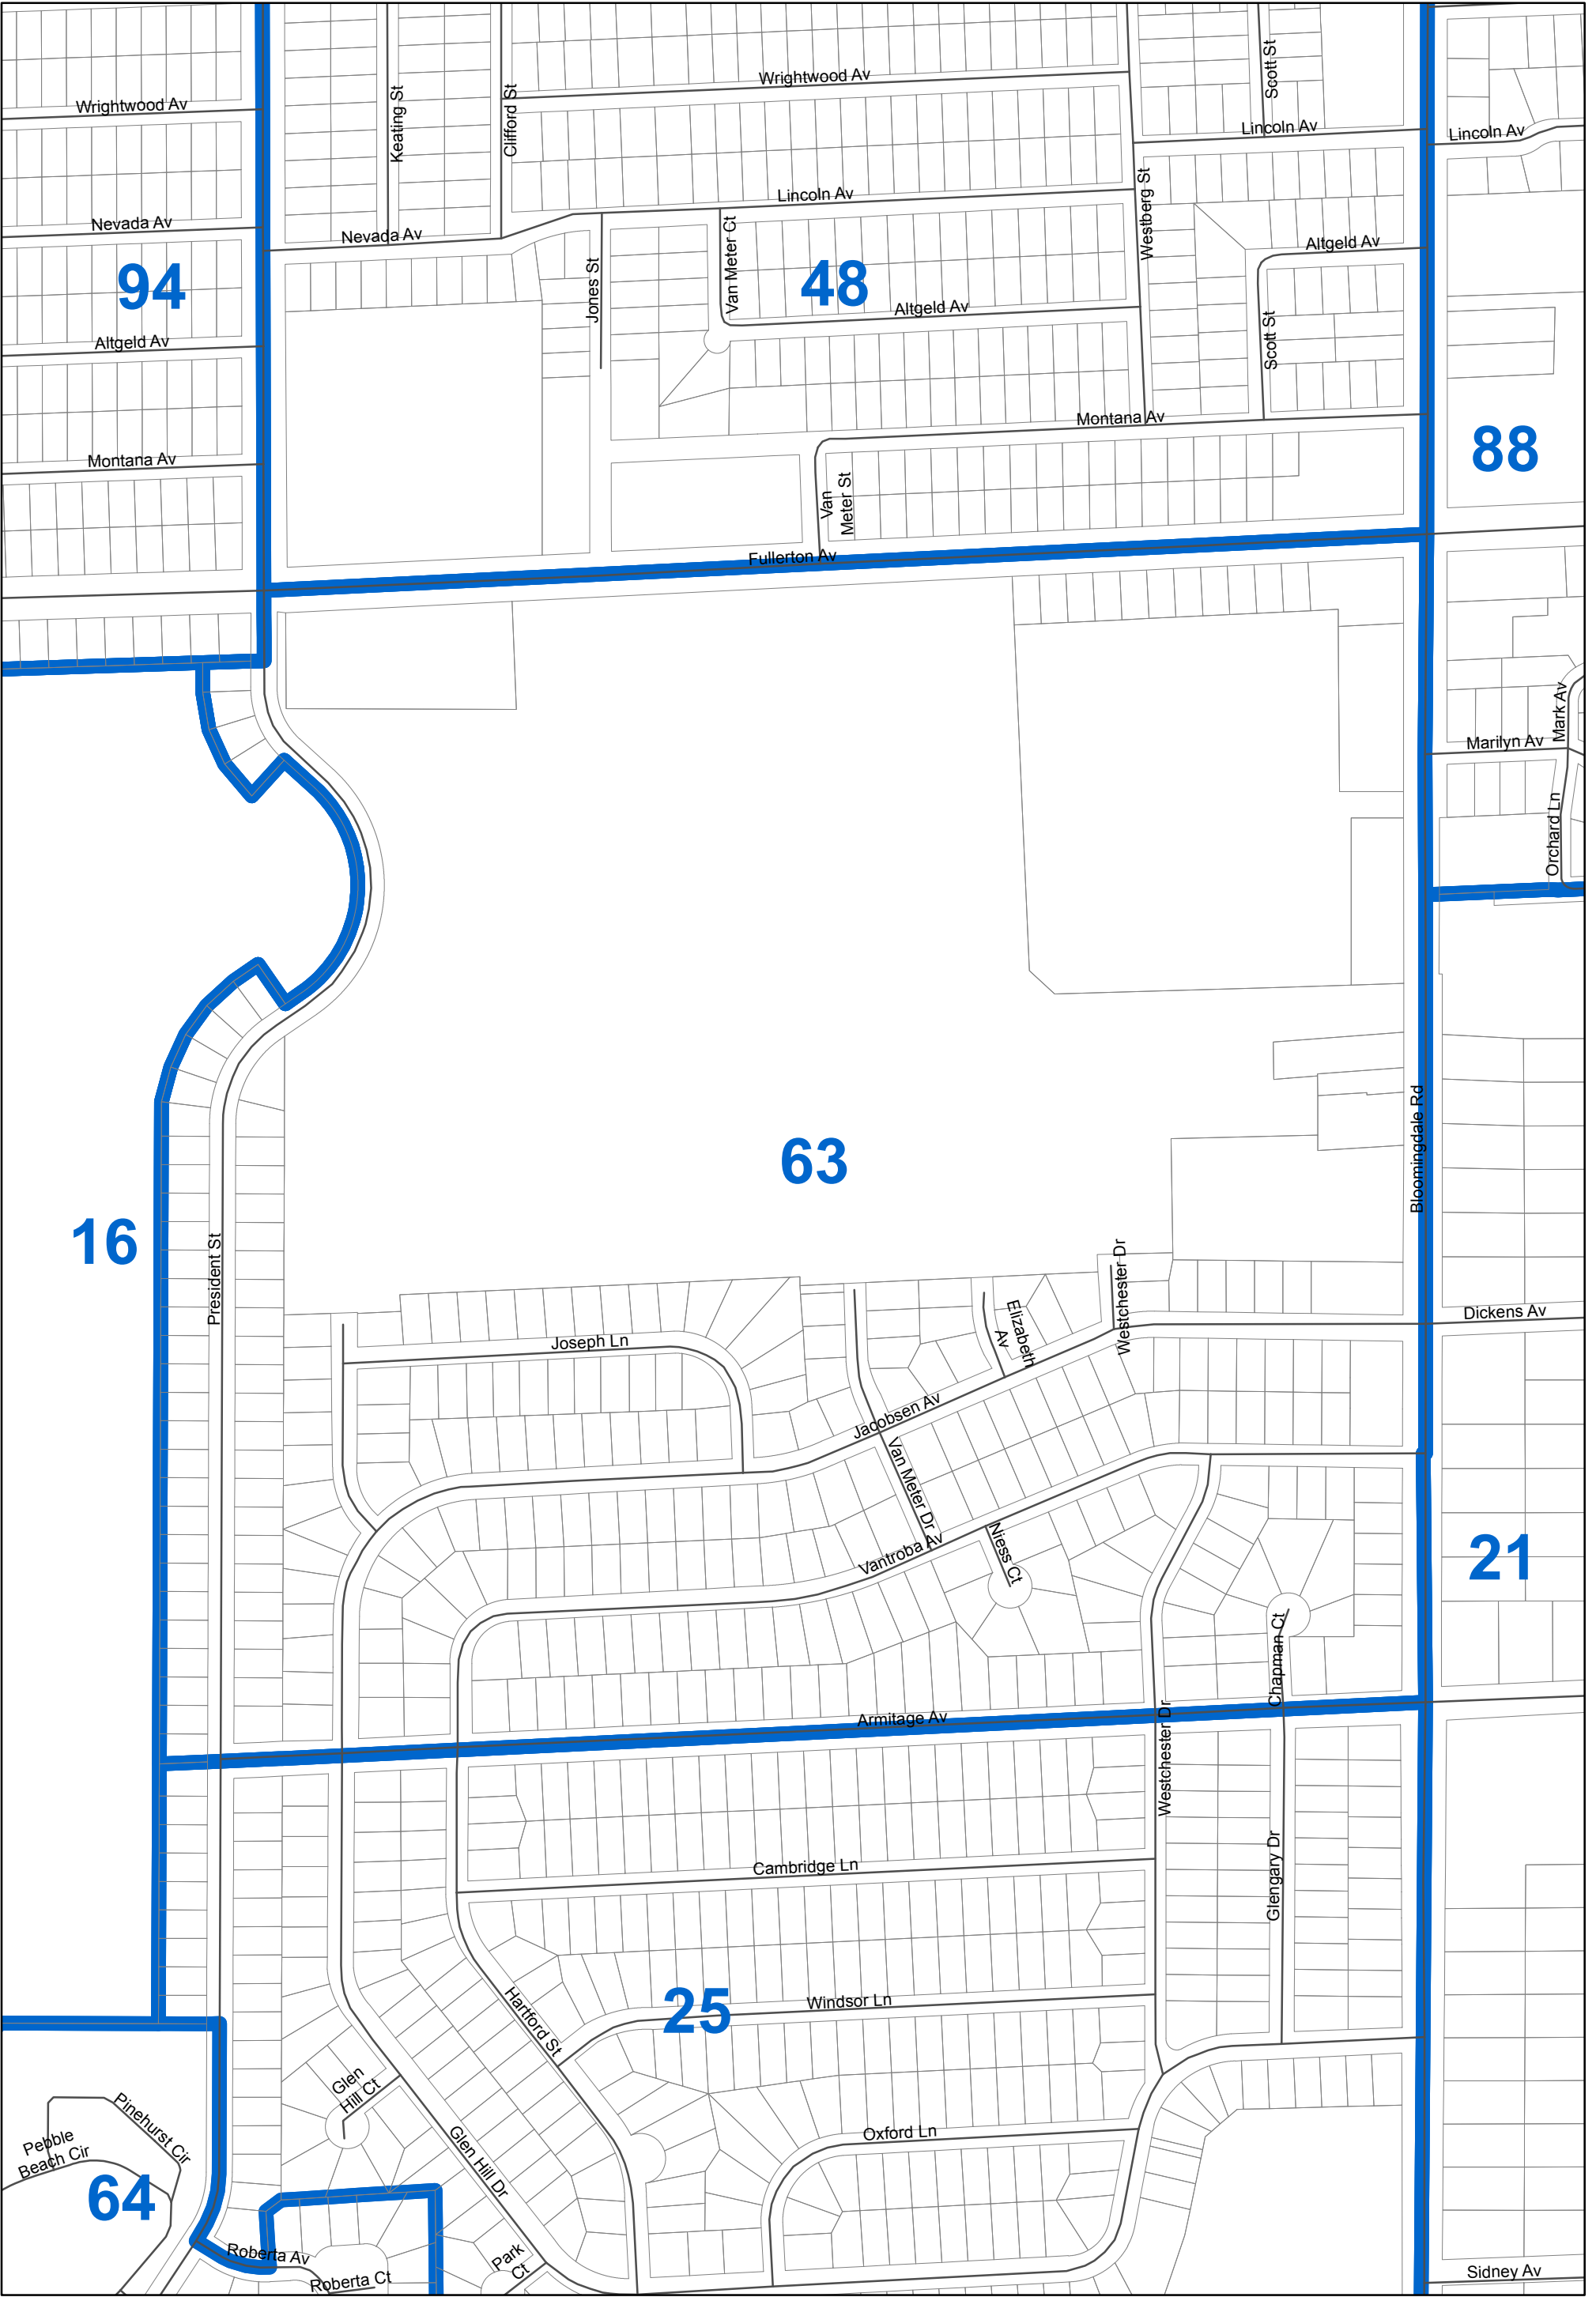 Wrightwood Av
Scott St
Wrightwood Av
Keating St
Clifford St
Lincoln Av
Lincoln Av
Lincoln Av
Westberg St
Nevada Av
Nevada Av
Van Meter Ct
Altgeld Av
94
48
Jones St
Altgeld Av
Scott St
Altgeld Av
Montana Av
88
Montana Av
Van
Meter St
Fullerton Av
Mark Av
Marilyn Av
Orchard Ln
Bloomingdale Rd
63
16
President St
Westchester Dr
Elizabeth
Av
Dickens Av
Joseph Ln
Jacobsen Av
Van Meter Dr
Niess Ct
Vantroba Av
21
Chapman Ct
Armitage Av
Westchester Dr
Cambridge Ln
Glengary Dr
Hartford St
25
Windsor Ln
Glen
Hill Ct
Pinehurst Cir
Pebble
Beach Cir
Glen Hill Dr
Oxford Ln
64
Roberta Av
Park
Ct
Roberta Ct
Sidney Av